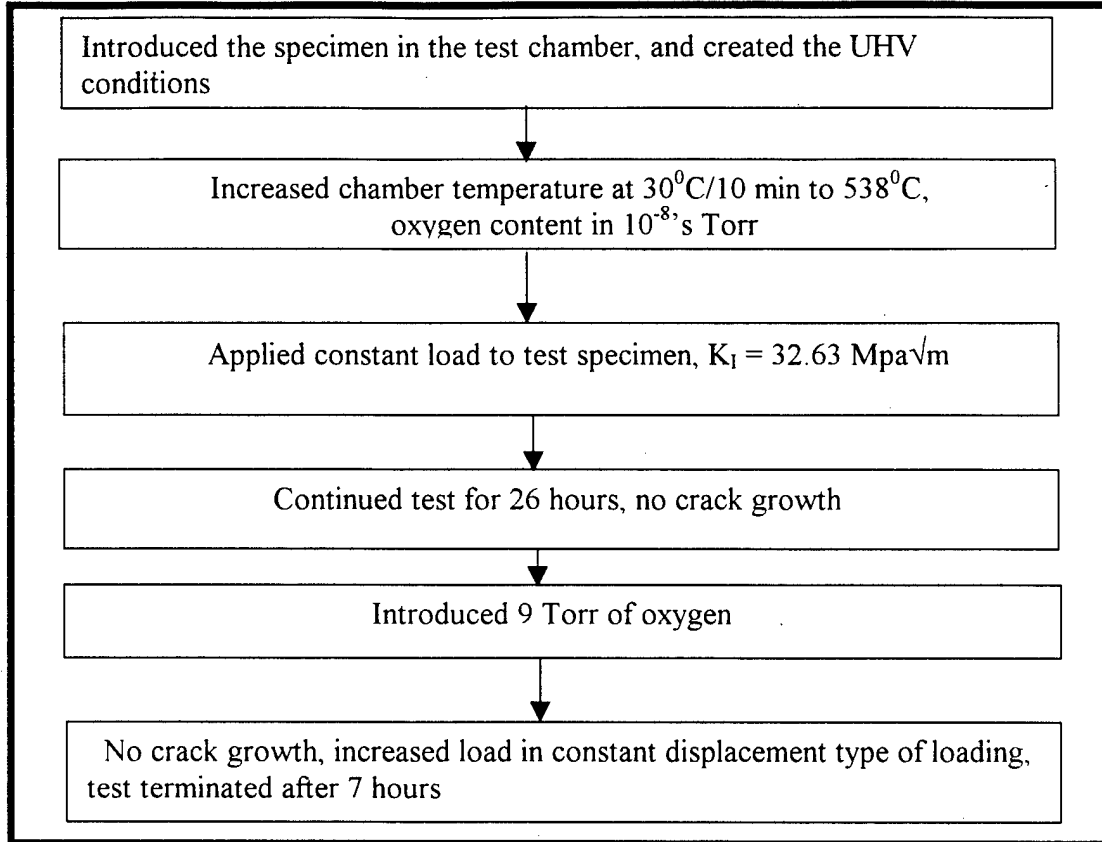 Introduced the specimen in the test chamber, and created the UHV
conditions
Increased chamber temperature at 30⁰C/10 min to 538⁰C,
oxygen content in 10⁻⁸'s Torr
Applied constant load to test specimen, K_I = 32.63 Mpa√m
Continued test for 26 hours, no crack growth
Introduced 9 Torr of oxygen
No crack growth, increased load in constant displacement type of loading,
test terminated after 7 hours